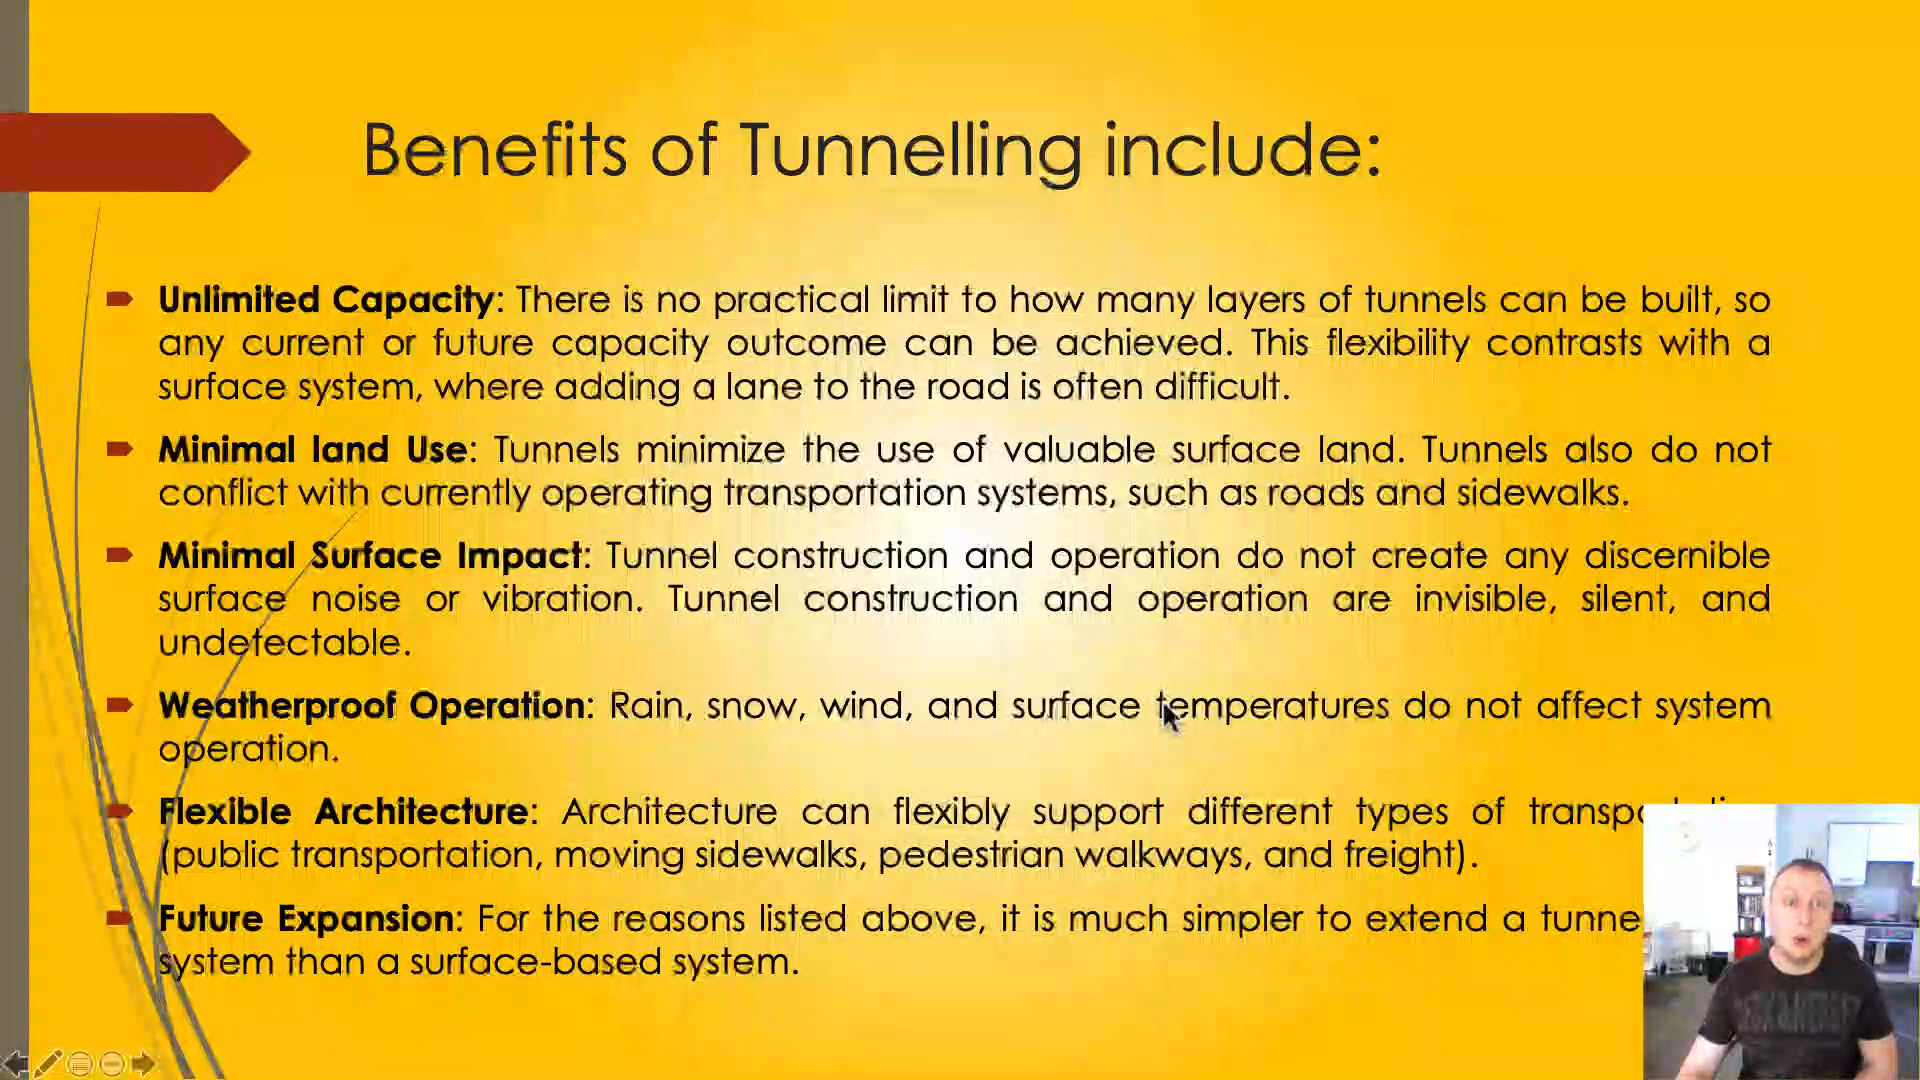 Benefits of Tunnelling include:
Unlimited Capacity: There is no practical limit to how many layers of tunnels can be built, so
any current or future capacity outcome can be achieved. This flexibility contrasts with a
surface system, where adding a lane to the road is often difficult.
Minimal land Use: Tunnels minimize the use of valuable surface land. Tunnels also do not
conflict with currently operating transportation systems, such as roads and sidewalks.
Minimal Surface Impact: Tunnel construction and operation do not create any discernible
surface noise or vibration. Tunnel construction and operation are invisible, silent, and
undetectable.
Weatherproof Operation: Rain, snow, wind, and surface temperatures do not affect system
operation.
Flexible Architecture: Architecture can flexibly support different types of
(public transportation, moving sidewalks, pedestrian walkways, and freight).
Future Expansion: For the reasons listed above, it is much simpler to extend a
system than a surface-based system.